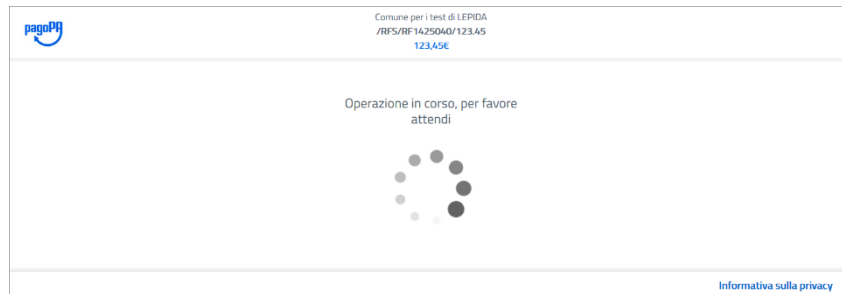 pagoPA
Comune per i test di LEPIDA
/RFS/RF1425040/123.45
123,45€
Operazione in corso, per favore
attendi
Informativa sulla privacy